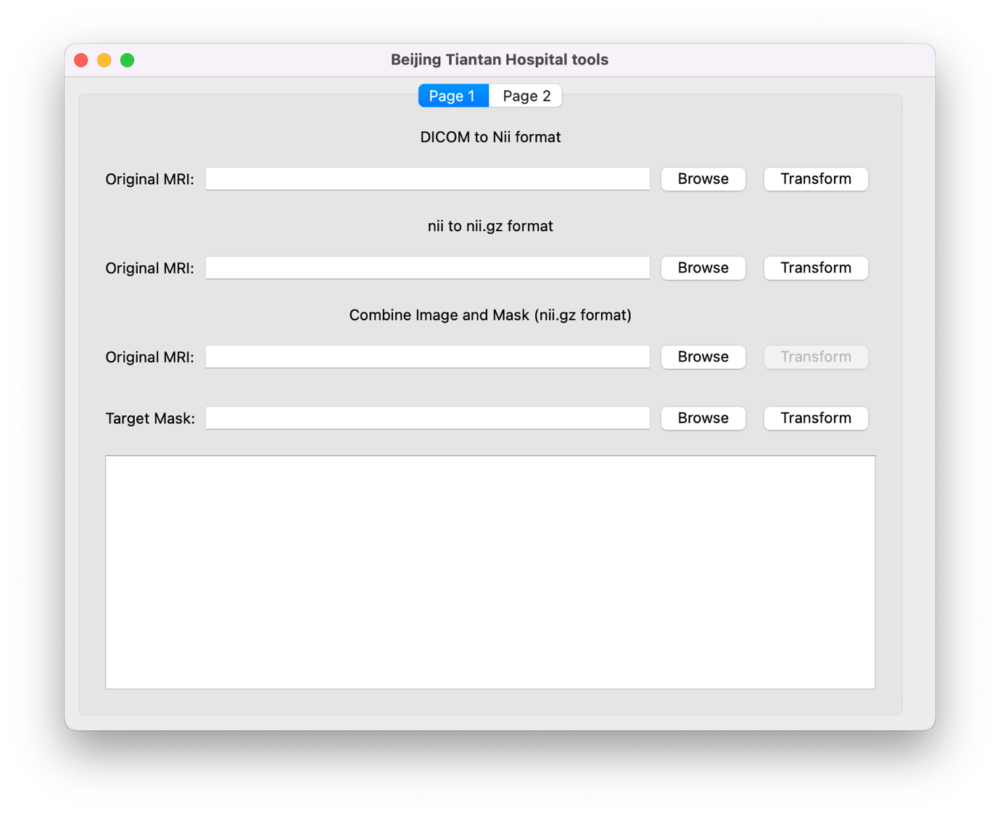 Beijing Tiantan Hospital tools
Page 1 Page 2
DICOM to Nii format
Original MRI: Browse Transform
nii to nii.gz format
Original MRI: Browse Transform
Combine Image and Mask (nii.gz format)
Original MRI: Browse Transform
Target Mask: Browse Transform